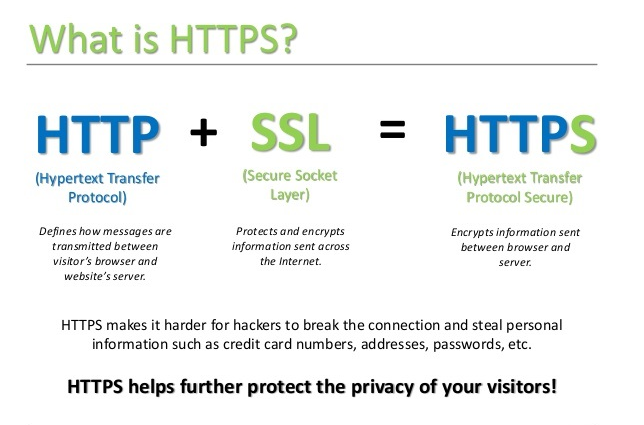 What is HTTPS?
HTTP + SSL = HTTPS
(Hypertext Transfer
Protocol)
(Secure Socket
Layer)
(Hypertext Transfer
Protocol Secure)
Defines how messages are
transmitted between
visitor's browser and
website's server.
Protects and encrypts
information sent across
the Internet.
Encrypts information sent
between browser and
server.
HTTPS makes it harder for hackers to break the connection and steal personal
information such as credit card numbers, addresses, passwords, etc.
HTTPS helps further protect the privacy of your visitors!